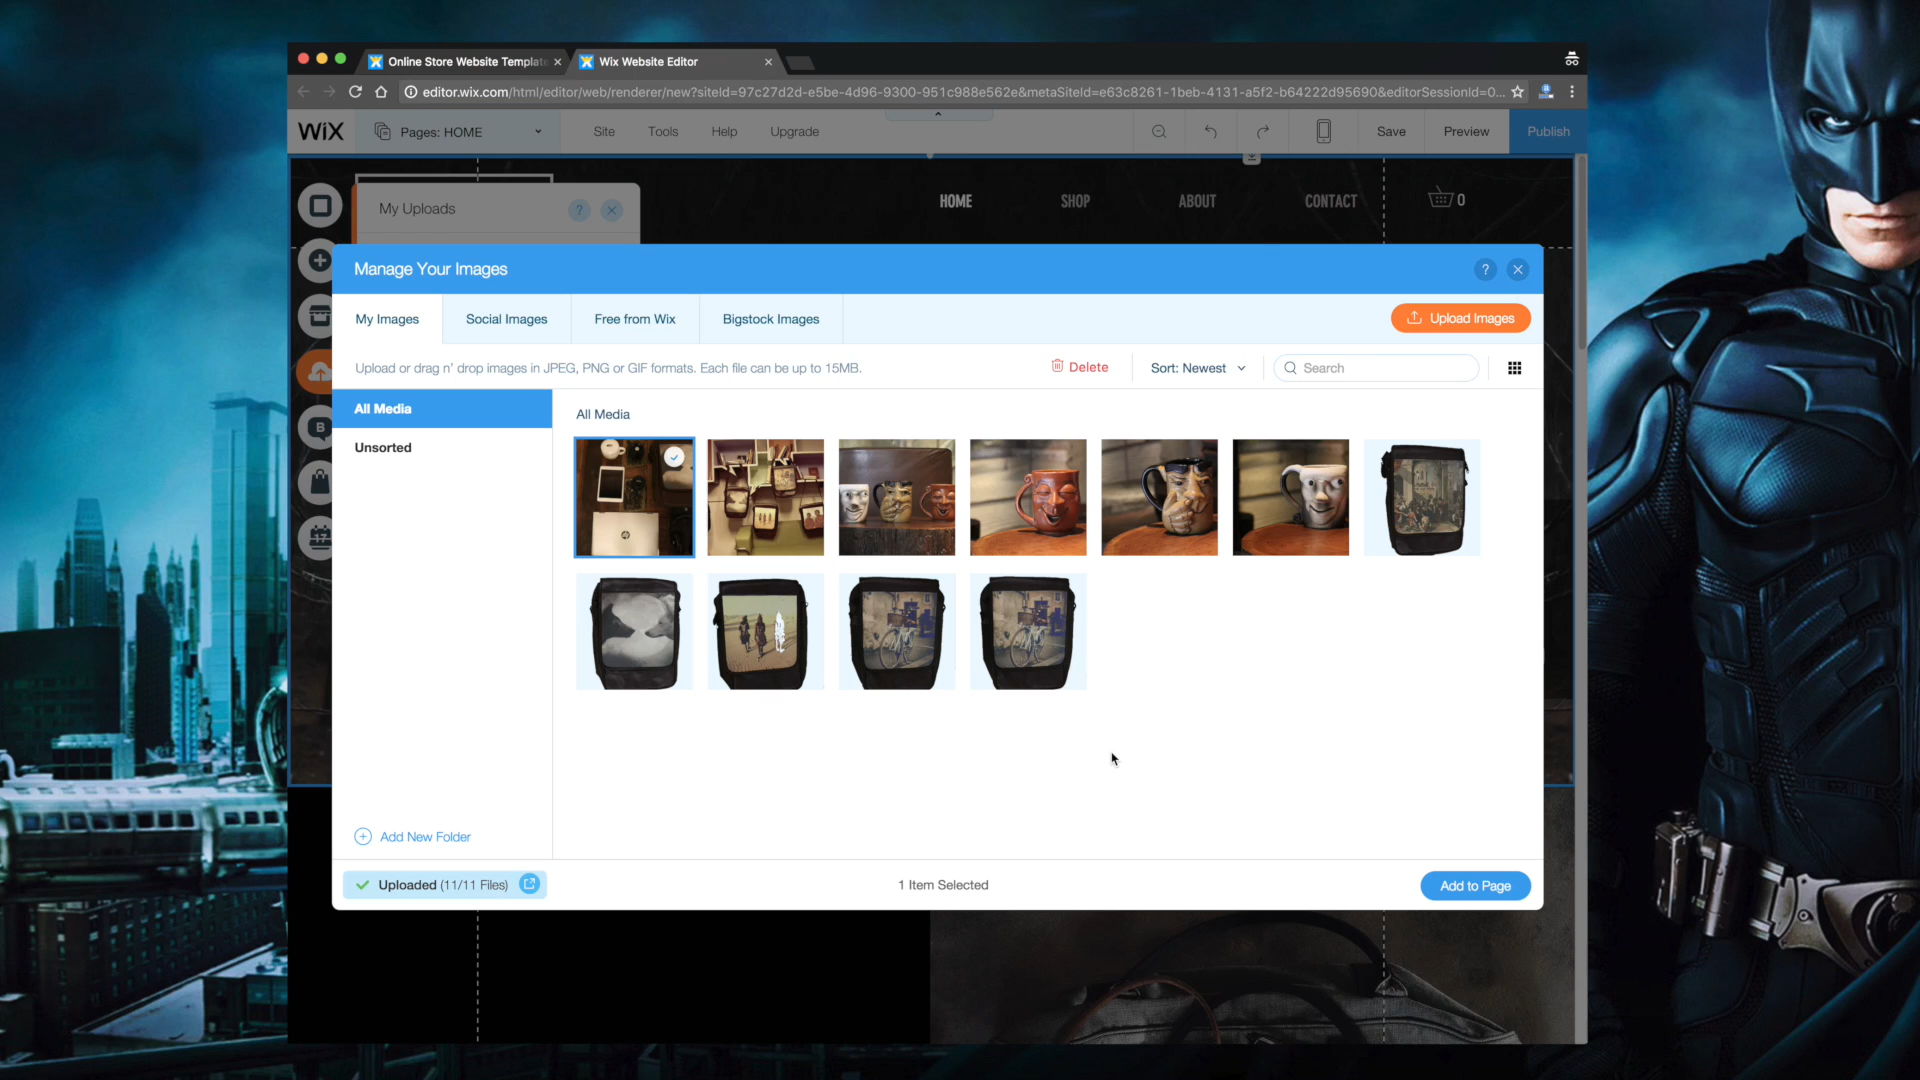 Online Store Website Template
Wix Website Editor
editor.wix.com/html/editor/web/renderer/new?siteId=97c27d2d-e5be-4d96-9300-951c988e562e&metaSiteId=e63c8261-1beb-4131-a5f2-b64222d95690&editorSessionId=0...
WiX
Pages: HOME
Site
Tools
Help
Upgrade
Save
Preview
Publish
My Uploads
?
HOME
SHOP
ABOUT
CONTACT
0
Manage Your Images
?
My Images
Social Images
Free from Wix
Bigstock Images
Upload Images
Upload or drag n' drop images in JPEG, PNG or GIF formats. Each file can be up to 15MB.
Delete
Sort: Newest
Search
All Media
Unsorted
All Media
B
17
hp
Add New Folder
Uploaded (11/11 Files)
1 Item Selected
Add to Page